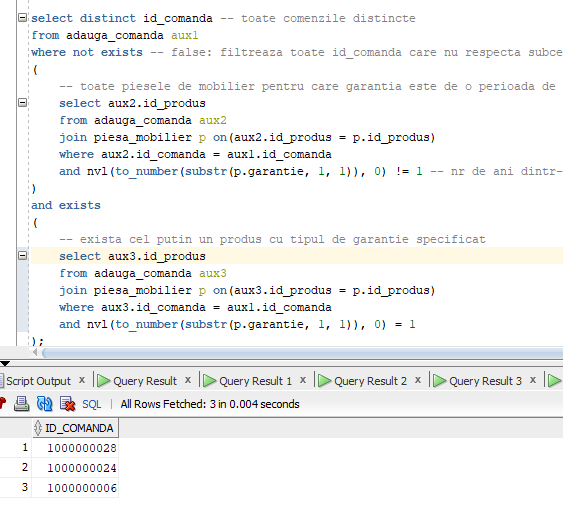 select distinct id_comanda -- toate comenzile distincte
from adauga_comanda aux1
where not exists -- false: filtreaza toate id_comanda care nu respecta subce
(
-- toate piesele de mobilier pentru care garantia este de o perioada de
select aux2.id_produs
from adauga_comanda aux2
join piesa_mobilier p on(aux2.id_produs = p.id_produs)
where aux2.id_comanda = aux1.id_comanda
and nvl(to_number(substr(p.garantie, 1, 1)), 0) != 1 -- nr de ani dintr-
)
and exists
(
-- exista cel putin un produs cu tipul de garantie specificat
select aux3.id_produs
from adauga_comanda aux3
join piesa_mobilier p on(aux3.id_produs = p.id_produs)
where aux3.id_comanda = aux1.id_comanda
and nvl(to_number(substr(p.garantie, 1, 1)), 0) = 1
);
Script Output x Query Result x Query Result 1 x Query Result 2 x Query Result 3 x
SQL | All Rows Fetched: 3 in 0.004 seconds
ID_COMANDA
1 1000000028
2 1000000024
3 1000000006